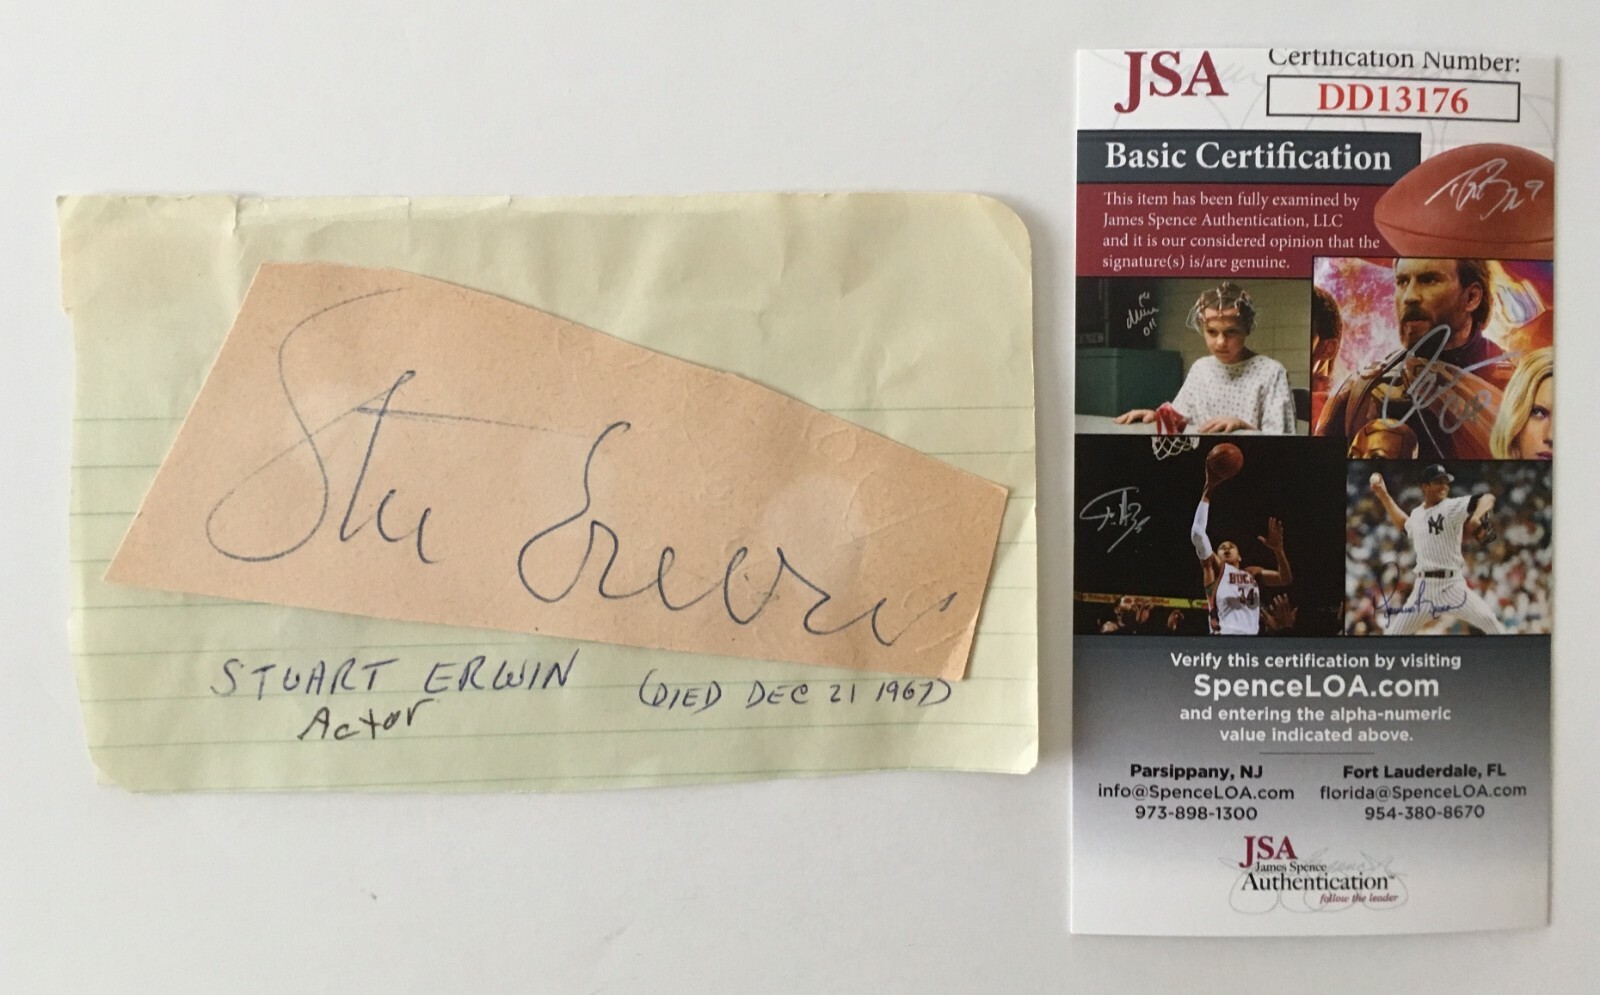 Stu Erwin
STUART ERWIN (DIED DEC 21 1967)
Actor
JSA
Certification Number:
DD13176
Basic Certification
This item has been fully examined by
James Spence Authentication, LLC
and it is our considered opinion that the
signature(s) is/are genuine.
BUCKS
34
NY
Verify this certification by visiting
SpenceLOA.com
and entering the alpha-numeric
value indicated above.
Parsippany, NJ
info@SpenceLOA.com
973-898-1300
Fort Lauderdale, FL
florida@SpenceLOA.com
954-380-8670
JSA
James Spence
Authentication™
follow the leader